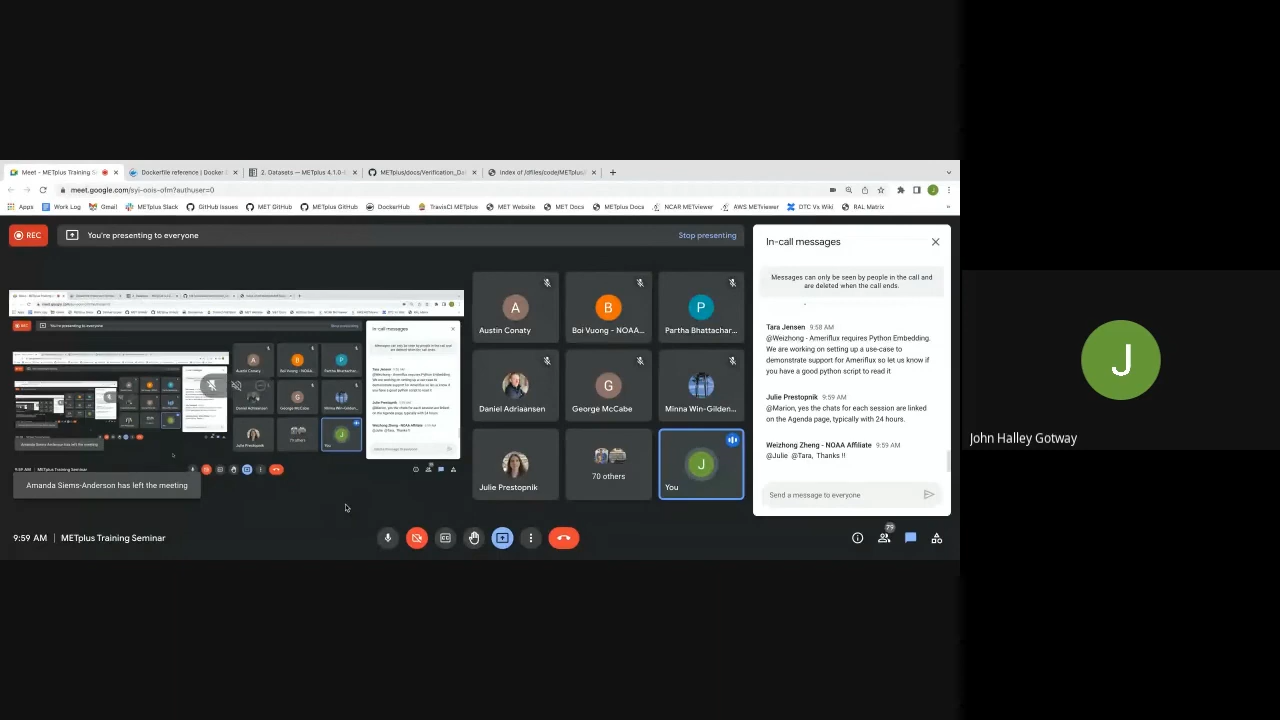 Meet - METplus Training Se
Dockerfile reference | Docker D
2. Datasets — METplus 4.1.0-b
METplus/docs/Verification_Da
Index of /dfiles/code/METplus/
meet.google.com/syi-oois-ofm?authuser=0
Apps
Work Log
Gmail
METplus Slack
GitHub Issues
MET GitHub
METplus GitHub
DockerHub
TravisCI METplus
MET Website
MET Docs
METplus Docs
NCAR METviewer
AWS METviewer
DTC Vx Wiki
RAL Matrix
REC
You're presenting to everyone
Stop presenting
In-call messages
Messages can only be seen by people in the call and
are deleted when the call ends.
Tara Jensen 9:58 AM
@Weizhong - Ameriflux requires Python Embedding.
We are working on setting up a use-case to
demonstrate support for Ameriflux so let us know if
you have a good python script to read it
Julie Prestopnik 9:59 AM
@Marion, yes the chats for each session are linked
on the Agenda page, typically with 24 hours.
Weizhong Zheng - NOAA Affiliate 9:59 AM
@Julie @Tara, Thanks !!
Send a message to everyone
A
Austin Conaty
B
Boi Vuong - NOAA...
P
Partha Bhattachar...
Daniel Adriaansen
G
George McCabe
Minna Win-Gilden...
Julie Prestopnik
70 others
J
You
Amanda Siems-Anderson has left the meeting
9:59 AM | METplus Training Seminar
79
J
John Halley Gotway